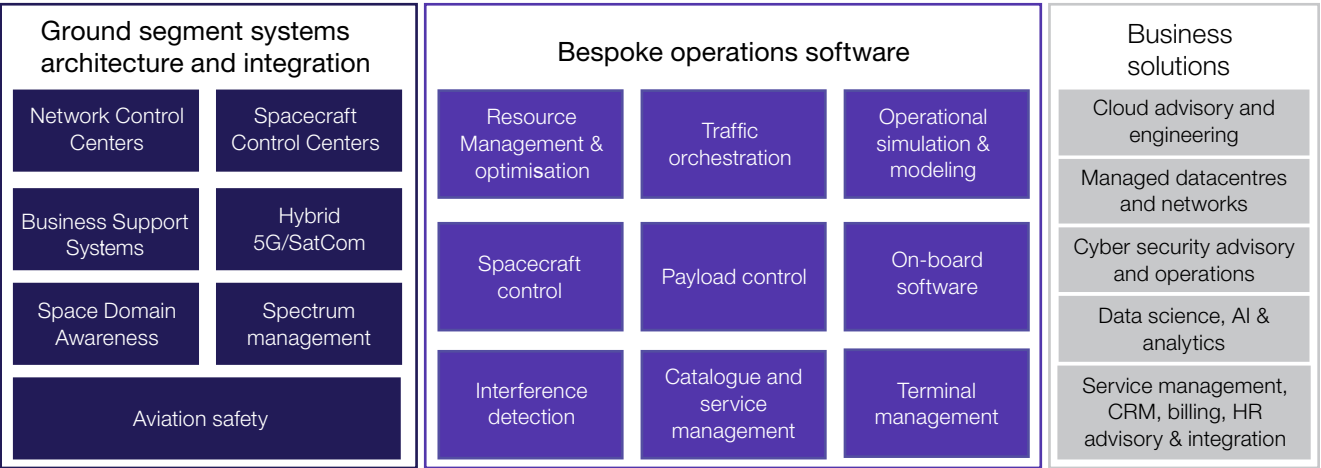 Ground segment systems
architecture and integration
Network Control
Centers
Spacecraft
Control Centers
Business Support
Systems
Hybrid
5G/SatCom
Space Domain
Awareness
Spectrum
management
Aviation safety
Bespoke operations software
Resource
Management &
optimisation
Traffic
orchestration
Operational
simulation &
modeling
Spacecraft
control
Payload control
On-board
software
Interference
detection
Catalogue and
service
management
Terminal
management
Business
solutions
Cloud advisory and
engineering
Managed datacentres
and networks
Cyber security advisory
and operations
Data science, AI &
analytics
Service management,
CRM, billing, HR
advisory & integration